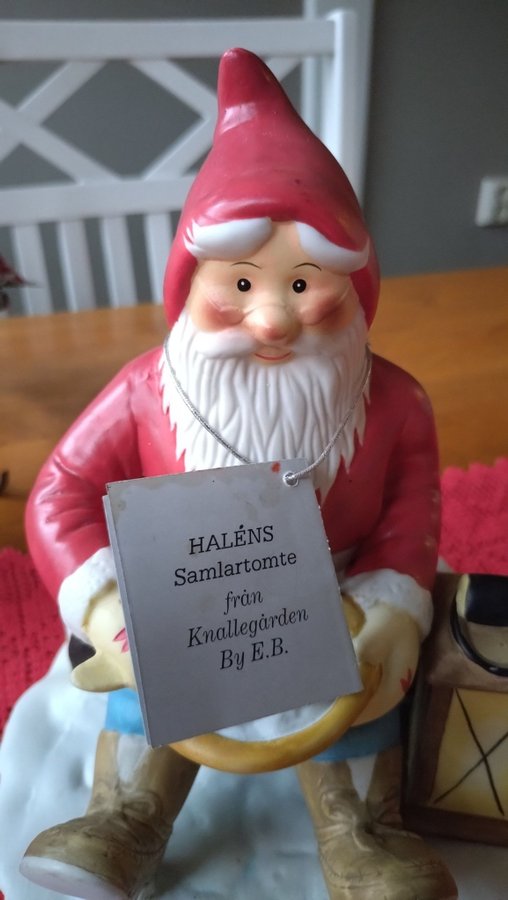 HALÉNS
Samlartomte
från
Knallegården
By E.B.